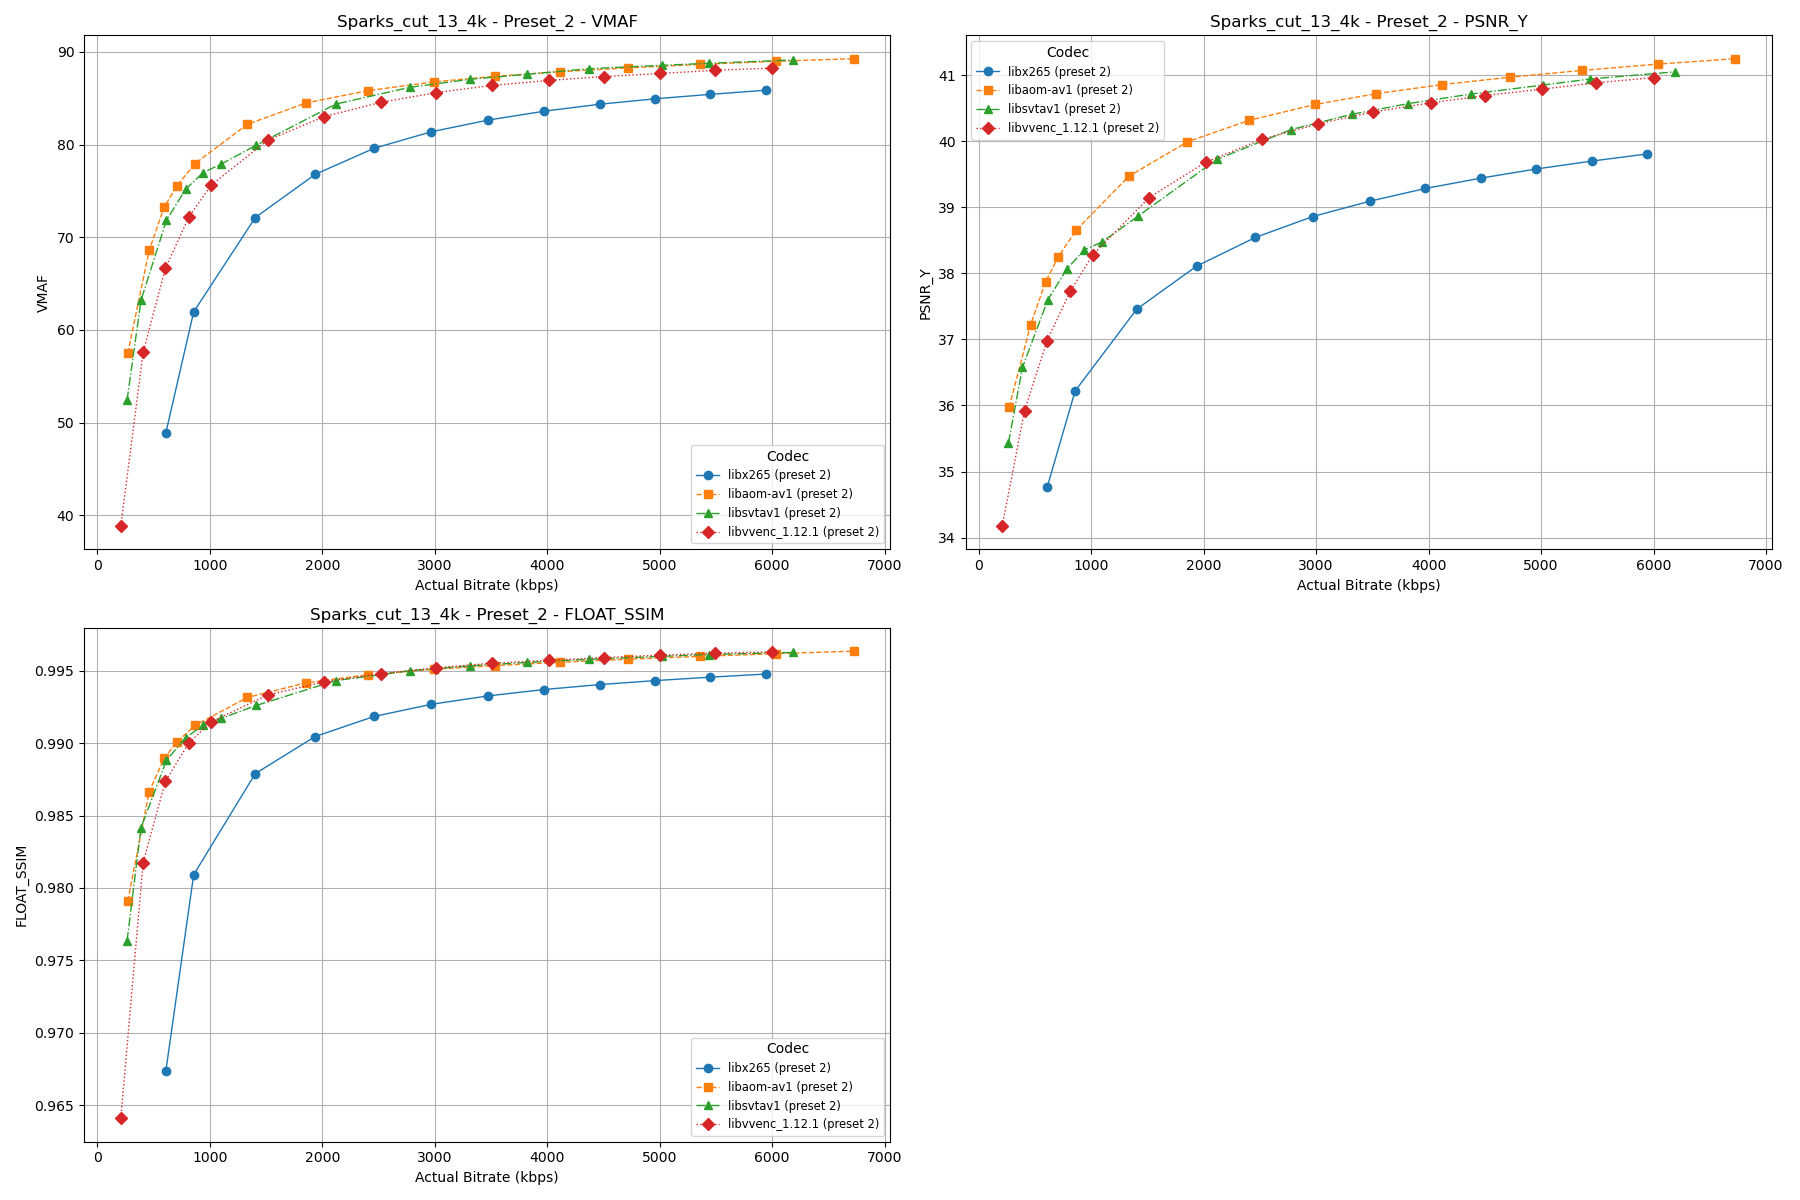 Sparks_cut_13_4k - Preset_2 - VMAF
VMAF
90
80
70
60
50
40
0 1000 2000 3000 4000 5000 6000 7000
Actual Bitrate (kbps)
Codec
libx265 (preset 2)
libaom-av1 (preset 2)
libsvtav1 (preset 2)
libvvenc_1.12.1 (preset 2)
Sparks_cut_13_4k - Preset_2 - PSNR_Y
PSNR_Y
41
40
39
38
37
36
35
34
0 1000 2000 3000 4000 5000 6000 7000
Actual Bitrate (kbps)
Codec
libx265 (preset 2)
libaom-av1 (preset 2)
libsvtav1 (preset 2)
libvvenc_1.12.1 (preset 2)
Sparks_cut_13_4k - Preset_2 - FLOAT_SSIM
FLOAT_SSIM
0.995
0.990
0.985
0.980
0.975
0.970
0.965
0 1000 2000 3000 4000 5000 6000 7000
Actual Bitrate (kbps)
Codec
libx265 (preset 2)
libaom-av1 (preset 2)
libsvtav1 (preset 2)
libvvenc_1.12.1 (preset 2)